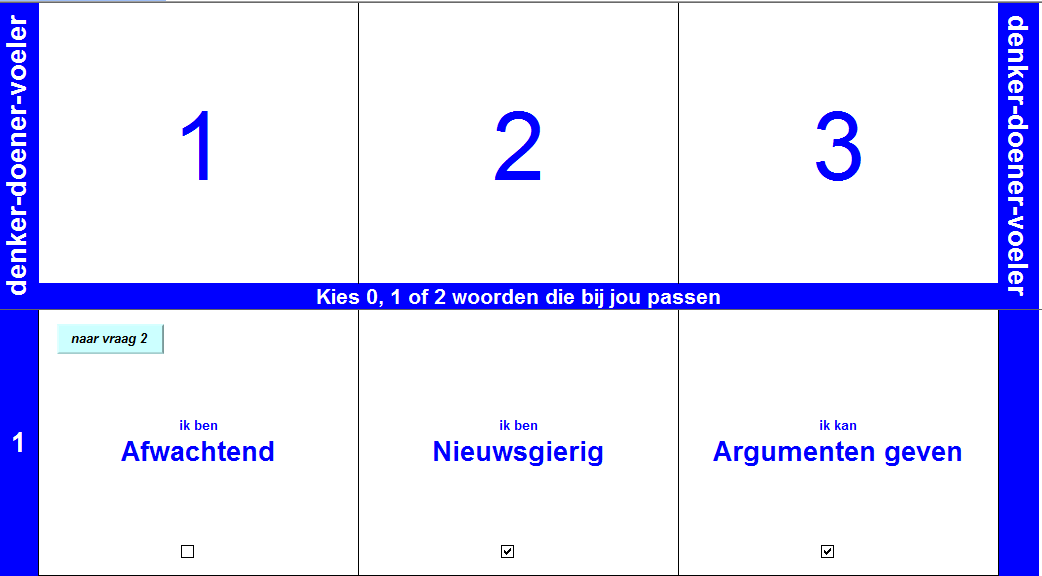 denker-doener-voeler
1
2
3
denker-doener-voeler
Kies 0, 1 of 2 woorden die bij jou passen
1
naar vraag 2
ik ben
Afwachtend
ik ben
Nieuwsgierig
ik kan
Argumenten geven